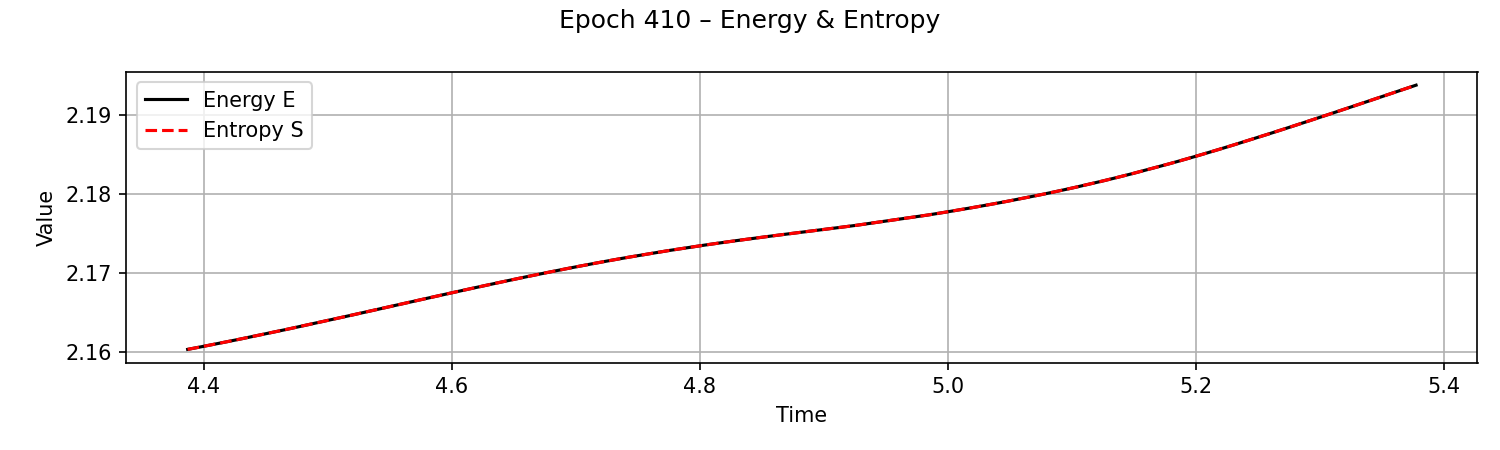 Epoch 410 – Energy & Entropy
Energy E
Entropy S
2.19
2.18
2.17
2.16
Value
4.4 4.6 4.8 5.0 5.2 5.4
Time